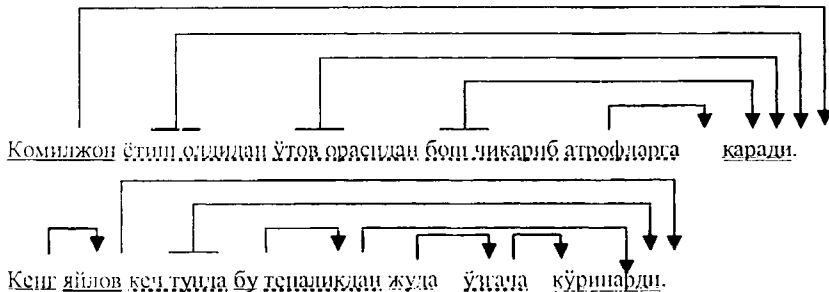 Комилжон ётиш олдидан ўтов орасидан бош чиқариб атрофларга қаради.
Кенг яйлов кеч тунда бу тепаликдан жуда ўзгача кўринарди.